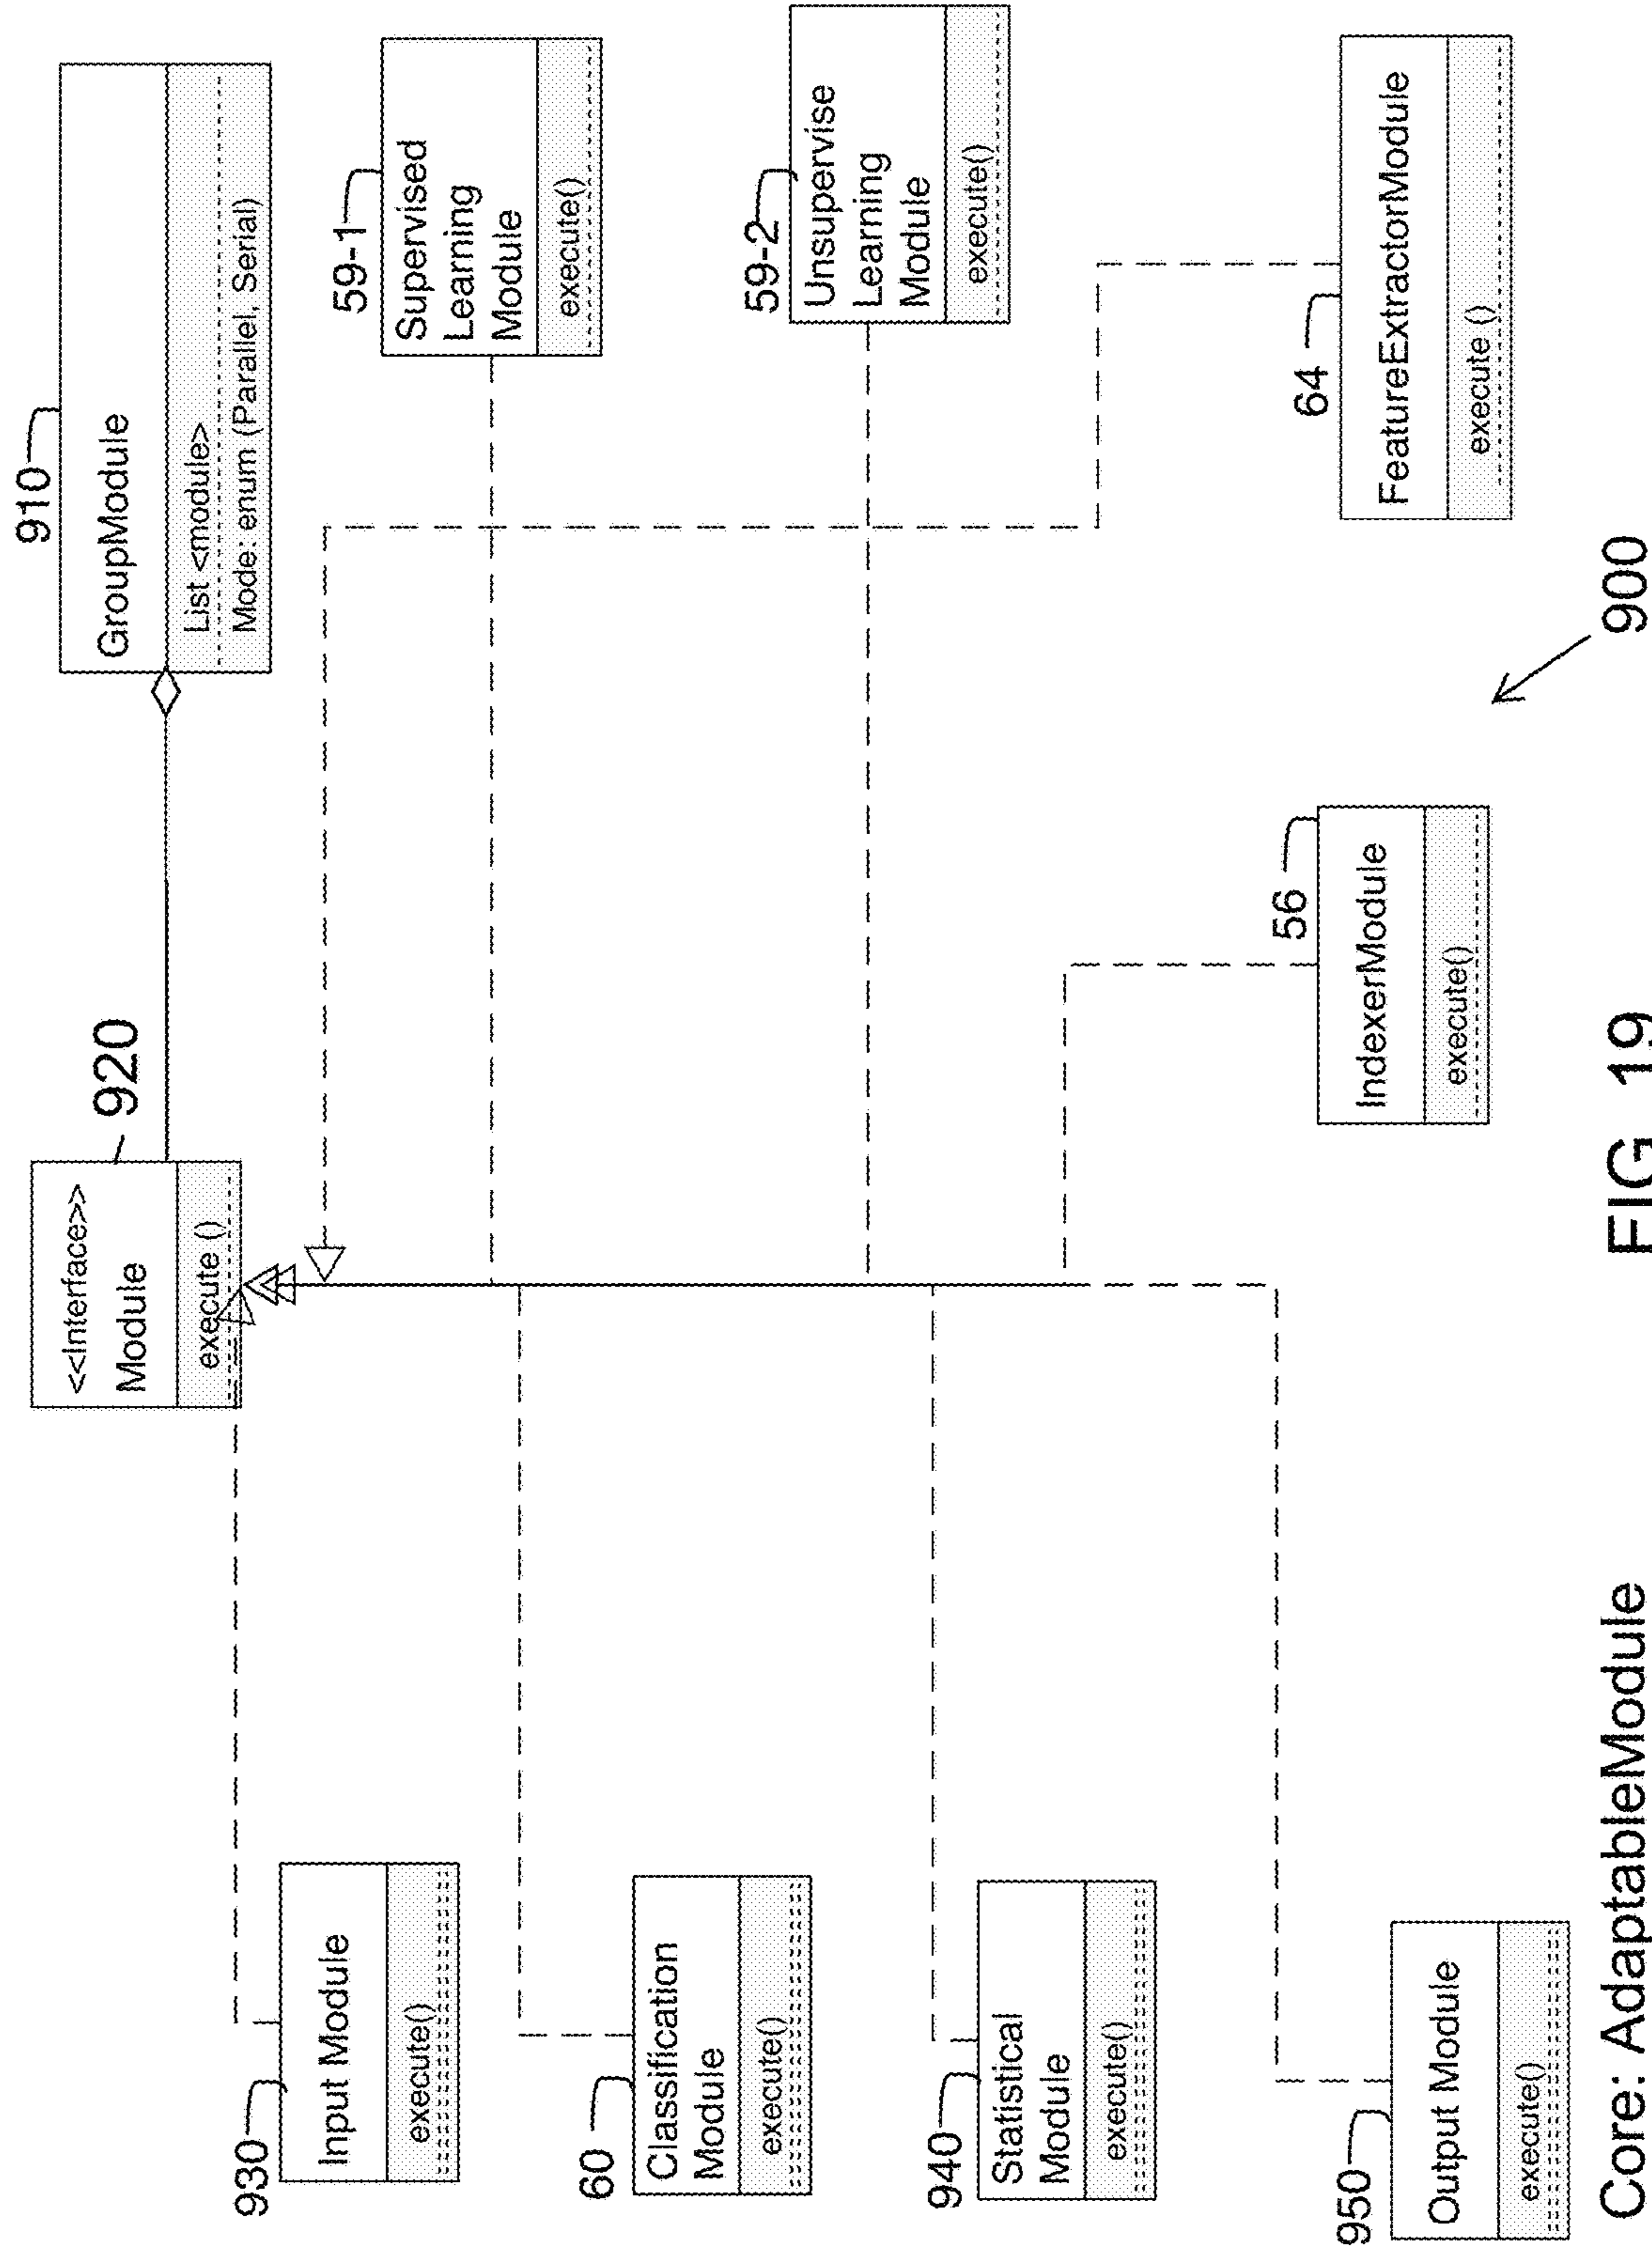 910
GroupModule
List <module>
Mode: enum (Parallel, Serial)
920
<<Interface>>
Module
execute ()
930
Input Module
execute()
59-1
Supervised
Learning
Module
execute()
60
Classification
Module
execute()
59-2
Unsupervise
Learning
Module
execute()
940
Statistical
Module
execute()
56
IndexerModule
execute()
64
FeatureExtractorModule
execute ()
950
Output Module
execute()
900
Core: AdaptableModule
FIG 19